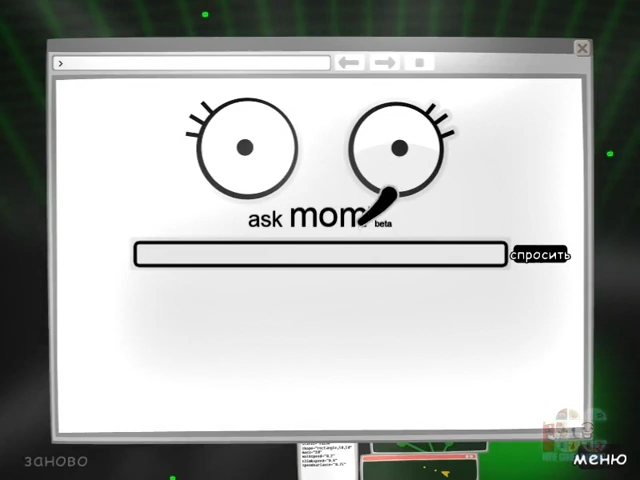 >
ask mom beta
спросить
заново
меню